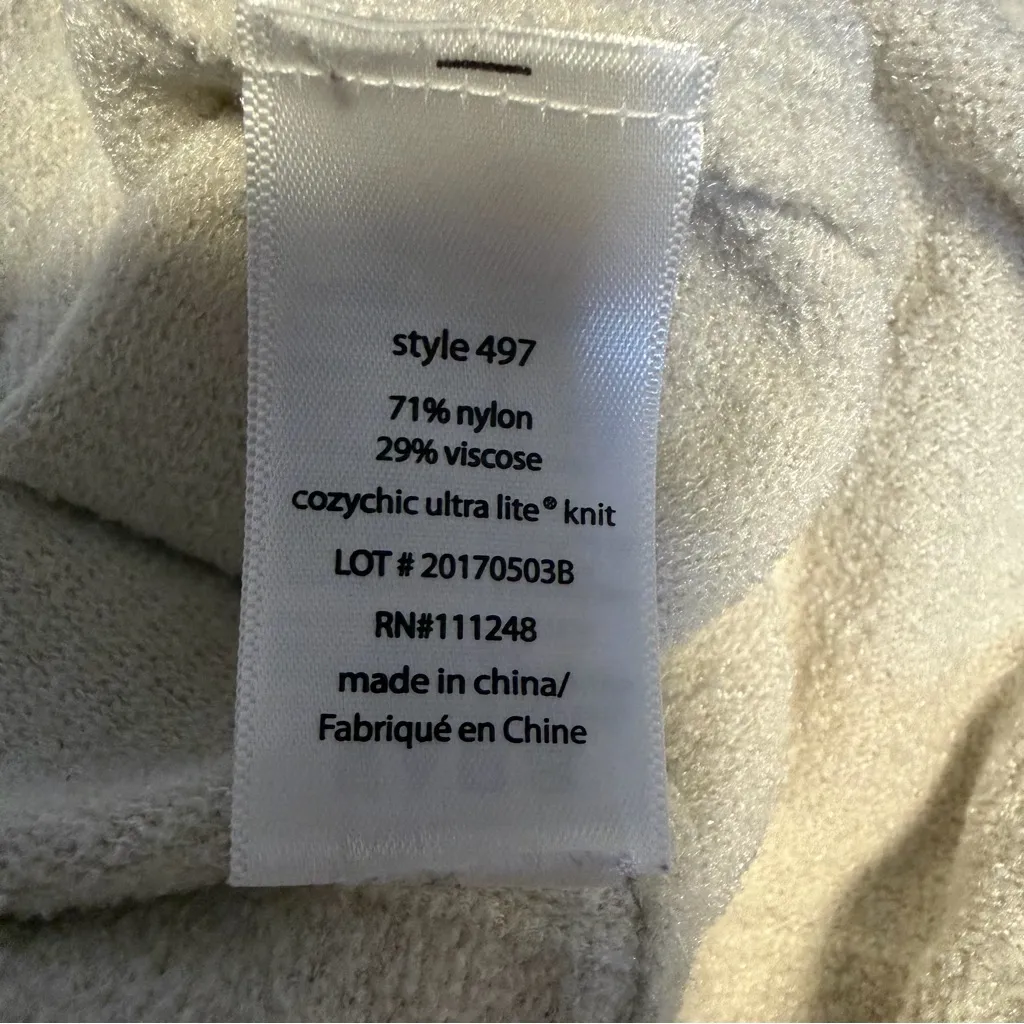 style 497
71% nylon
29% viscose
cozychic ultra lite® knit
LOT # 20170503B
RN#111248
made in china/
Fabriqué en Chine